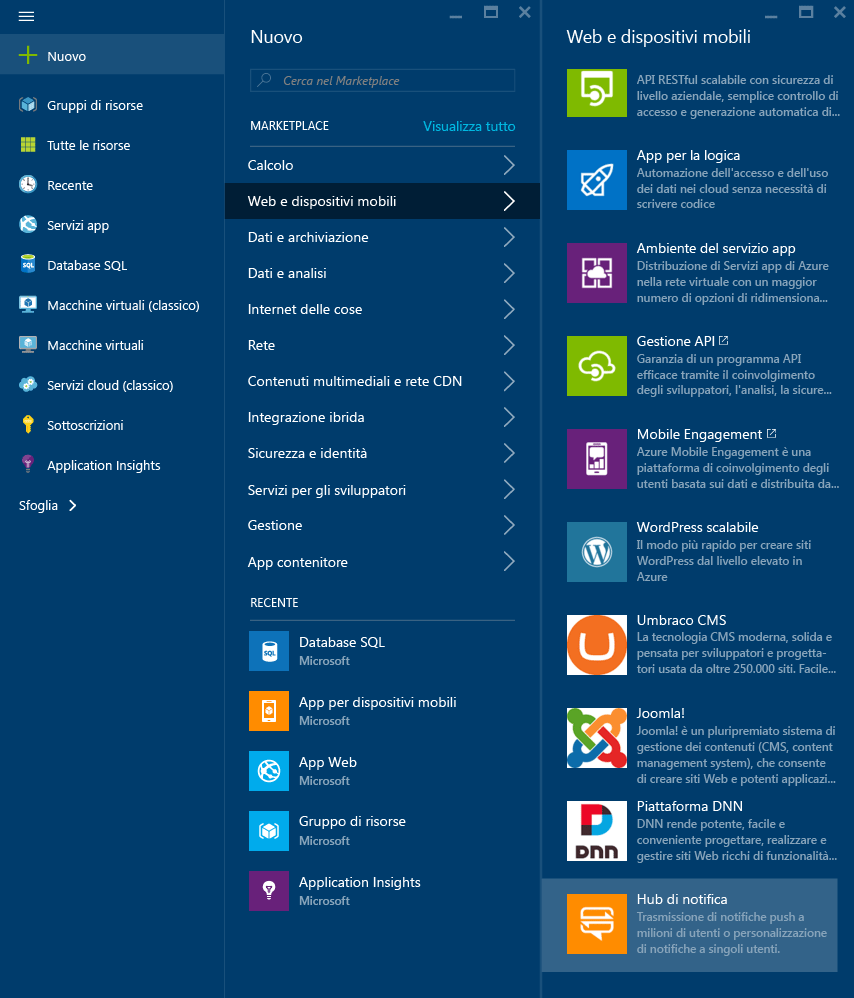 Nuovo
Gruppi di risorse
Tutte le risorse
Recente
Servizi app
SQL
Database SQL
Macchine virtuali (classico)
Macchine virtuali
Servizi cloud (classico)
Sottoscrizioni
Application Insights
Sfoglia
Nuovo
Cerca nel Marketplace
MARKETPLACE
Visualizza tutto
Calcolo
Web e dispositivi mobili
Dati e archiviazione
Dati e analisi
Internet delle cose
Rete
Contenuti multimediali e rete CDN
Integrazione ibrida
Sicurezza e identità
Servizi per gli sviluppatori
Gestione
App contenitore
RECENTE
SQL
Database SQL
Microsoft
App per dispositivi mobili
Microsoft
App Web
Microsoft
Gruppo di risorse
Microsoft
Application Insights
Microsoft
Web e dispositivi mobili
API RESTful scalabile con sicurezza di
livello aziendale, semplice controllo di
accesso e generazione automatica di...
App per la logica
Automazione dell'accesso e dell'uso
dei dati nei cloud senza necessità di
scrivere codice
Ambiente del servizio app
Distribuzione di Servizi app di Azure
nella rete virtuale con un maggior
numero di opzioni di ridimensiona...
Gestione API
Garanzia di un programma API
efficace tramite il coinvolgimento
degli sviluppatori, l'analisi, la sicure...
Mobile Engagement
Azure Mobile Engagement è una
piattaforma di coinvolgimento degli
utenti basata sui dati e distribuita da...
WordPress scalabile
Il modo più rapido per creare siti
WordPress dal livello elevato in
Azure
Umbraco CMS
La tecnologia CMS moderna, solida e
pensata per sviluppatori e progetta-
tori usata da oltre 250.000 siti. Facile...
Joomla!
Joomla! è un pluripremiato sistema di
gestione dei contenuti (CMS, content
management system), che consente
di creare siti Web e potenti applicazi...
Piattaforma DNN
DNN rende potente, facile e
conveniente progettare, realizzare e
gestire siti Web ricchi di funzionalità...
DNN
Hub di notifica
Trasmissione di notifiche push a
milioni di utenti o personalizzazione
di notifiche a singoli utenti.